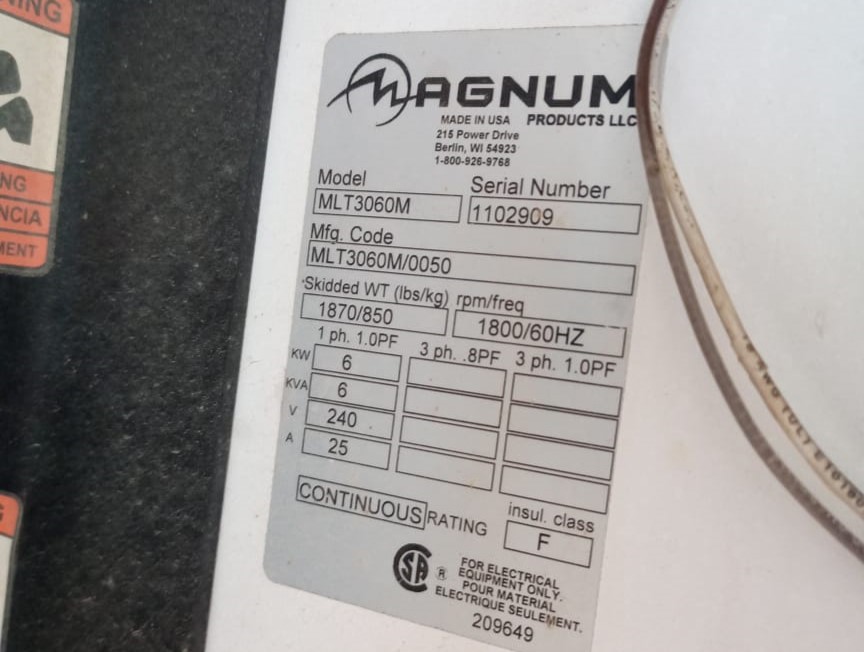 MAGNUM
MADE IN USA PRODUCTS LLC
215 Power Drive
Berlin, WI 54923
1-800-926-9768
Model Serial Number
MLT3060M 1102909
Mfg. Code
MLT3060M/0050
Skidded WT (lbs/kg) rpm/freq
1870/850 1800/60HZ
1 ph. 1.0PF 3 ph. .8PF 3 ph. 1.0PF
KW 6
KVA 6
V 240
A 25
CONTINUOUS RATING insul. class
F
SA ® FOR ELECTRICAL
EQUIPMENT ONLY.
POUR MATERIAL
ELECTRIQUE SEULEMENT.
209649
NG
NCIA
MENT